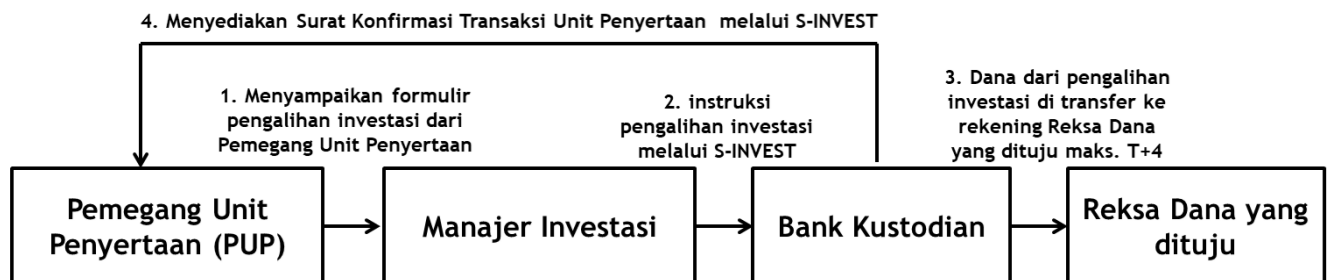 4. Menyediakan Surat Konfirmasi Transaksi Unit Penyertaan melalui S-INVEST
1. Menyampaikan formulir
pengalihan investasi dari
Pemegang Unit Penyertaan
2. instruksi
pengalihan investasi
melalui S-INVEST
3. Dana dari pengalihan
investasi di transfer ke
rekening Reksa Dana
yang dituju maks. T+4
Pemegang Unit
Penyertaan (PUP)
Manajer Investasi
Bank Kustodian
Reksa Dana yang
dituju